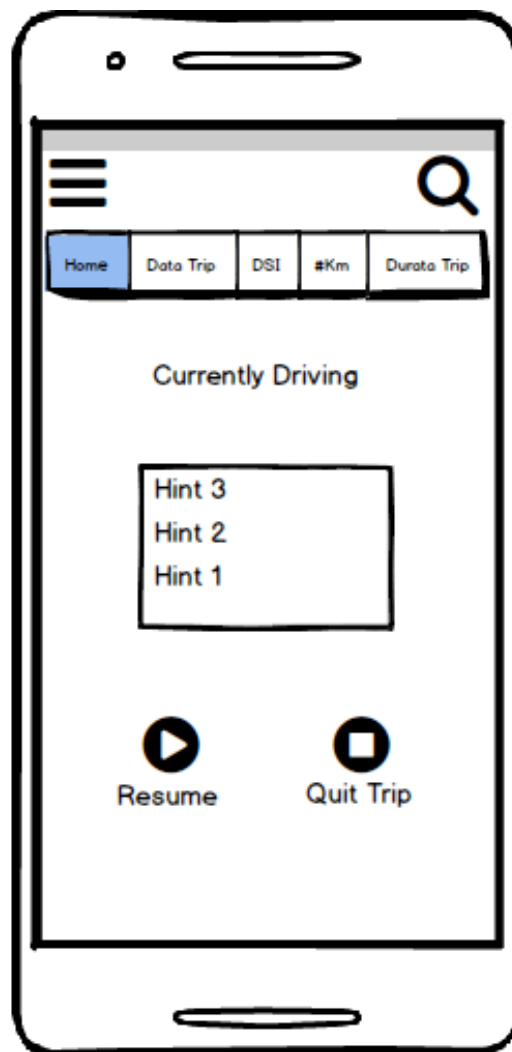 Home Data Trip DSI #Km Durata Trip
Currently Driving
Hint 3
Hint 2
Hint 1
Resume Quit Trip